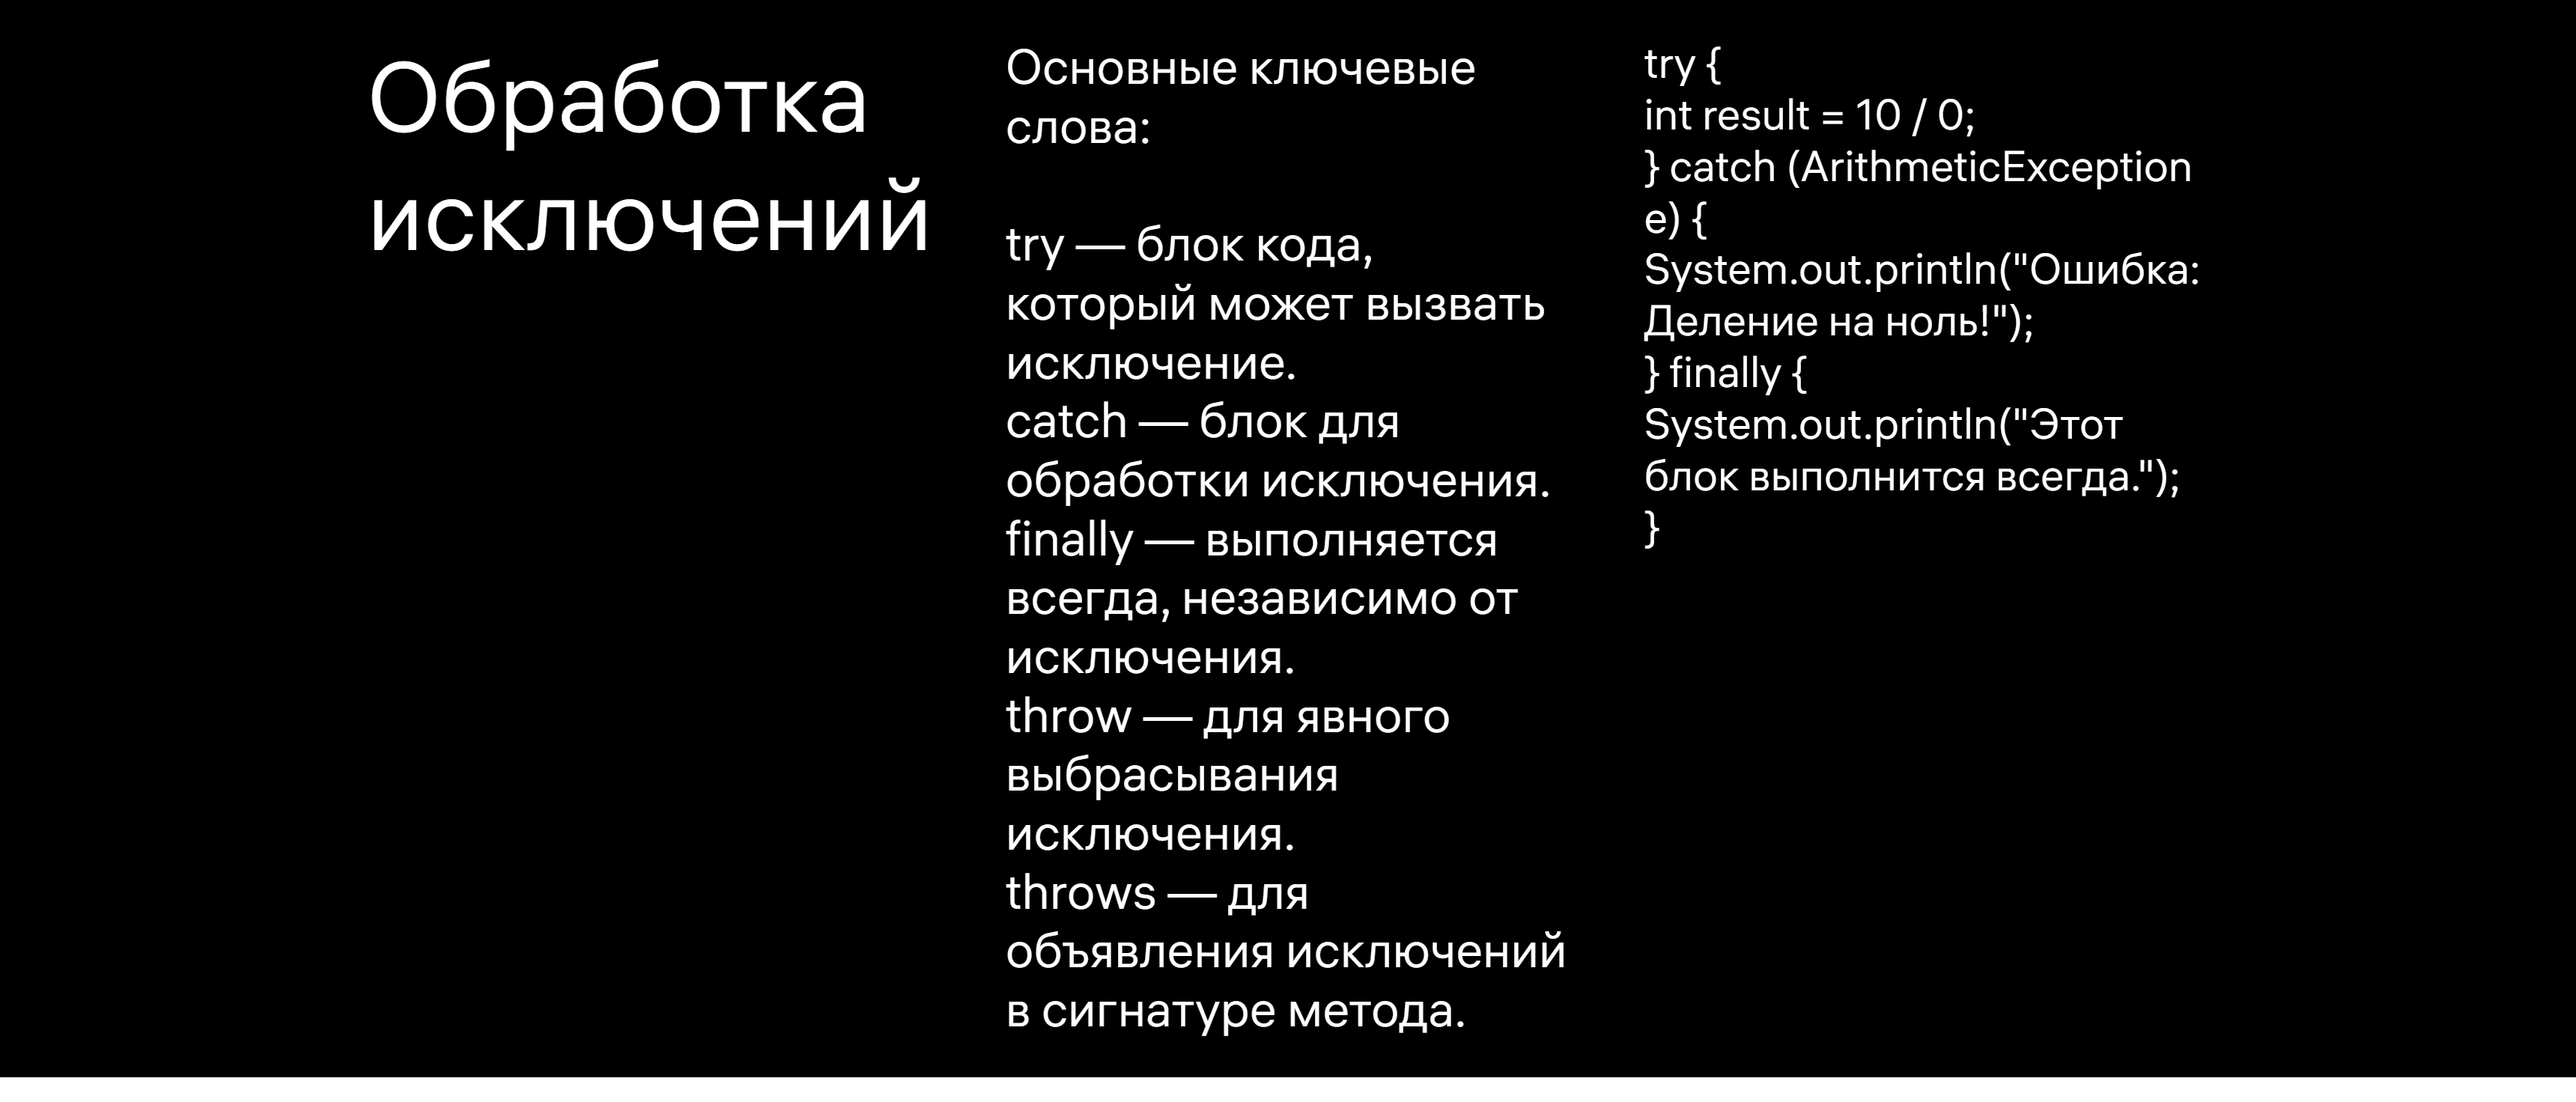 Обработка
исключений
Основные ключевые
слова:
try — блок кода,
который может вызвать
исключение.
catch — блок для
обработки исключения.
finally — выполняется
всегда, независимо от
исключения.
throw — для явного
выбрасывания
исключения.
throws — для
объявления исключений
в сигнатуре метода.
try {
int result = 10 / 0;
} catch (ArithmeticException
e) {
System.out.println("Ошибка:
Деление на ноль!");
} finally {
System.out.println("Этот
блок выполнится всегда.");
}